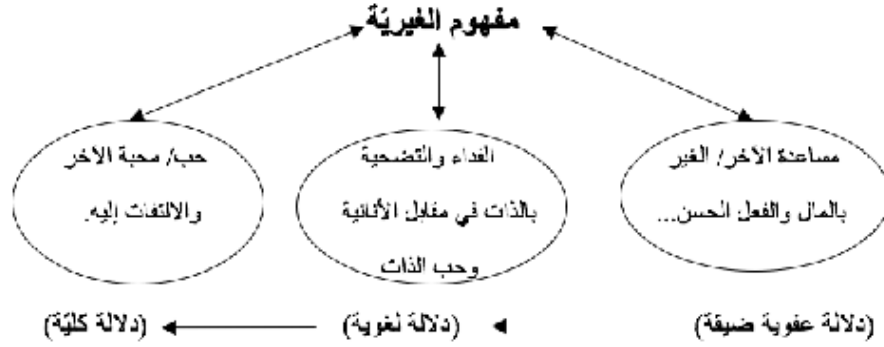 مفهوم الغيريّة
مساعدة الآخر/ الغير
بالمال والفعل الحسن...
الفداء والتضحية
بالذات في مقابل الأنانية
وحب الذات
حب/ محبة الآخر
والالتفات إليه.
(دلالة عفوية ضيقة)
(دلالة لغوية)
(دلالة كليّة)